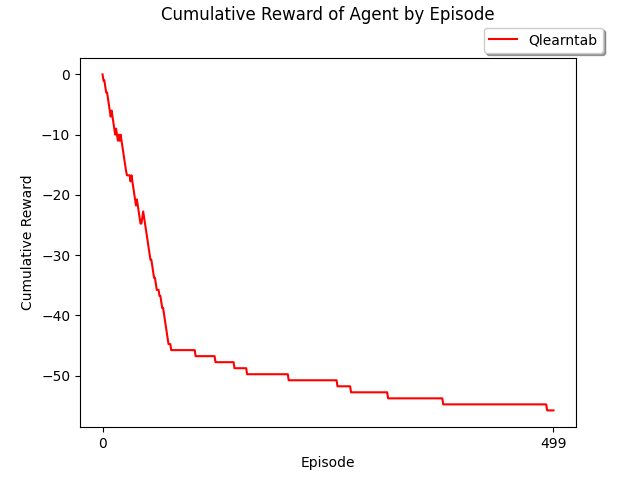 Cumulative Reward of Agent by Episode
Qlearntab
0
−10
−20
−30
−40
−50
Cumulative Reward
0 499
Episode